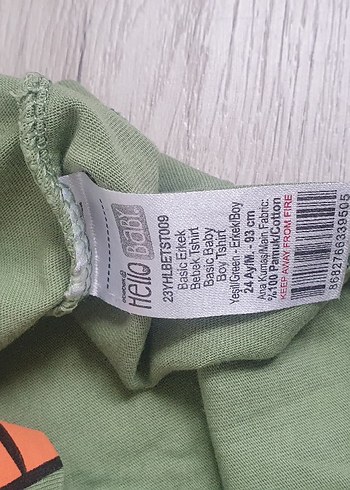 Hello BABY
23YHLBETST009
Basic Erkek
Bebek Tshirt
Basic Baby
Boy Tshirt
Yeşil/Green - Erkek/Boy
24 Ay/M. - 93 cm
Ana Kumaş/Main Fabric:
%100 Pamuk/Cotton
KEEP AWAY FROM FIRE
8682766339505